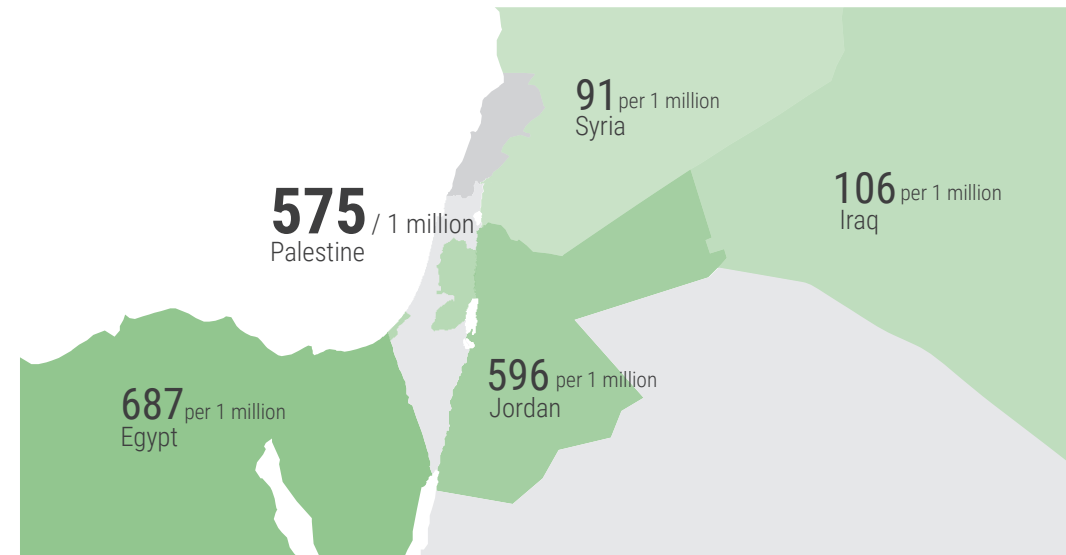 91 per 1 million
Syria
106 per 1 million
Iraq
575 / 1 million
Palestine
596 per 1 million
Jordan
687 per 1 million
Egypt